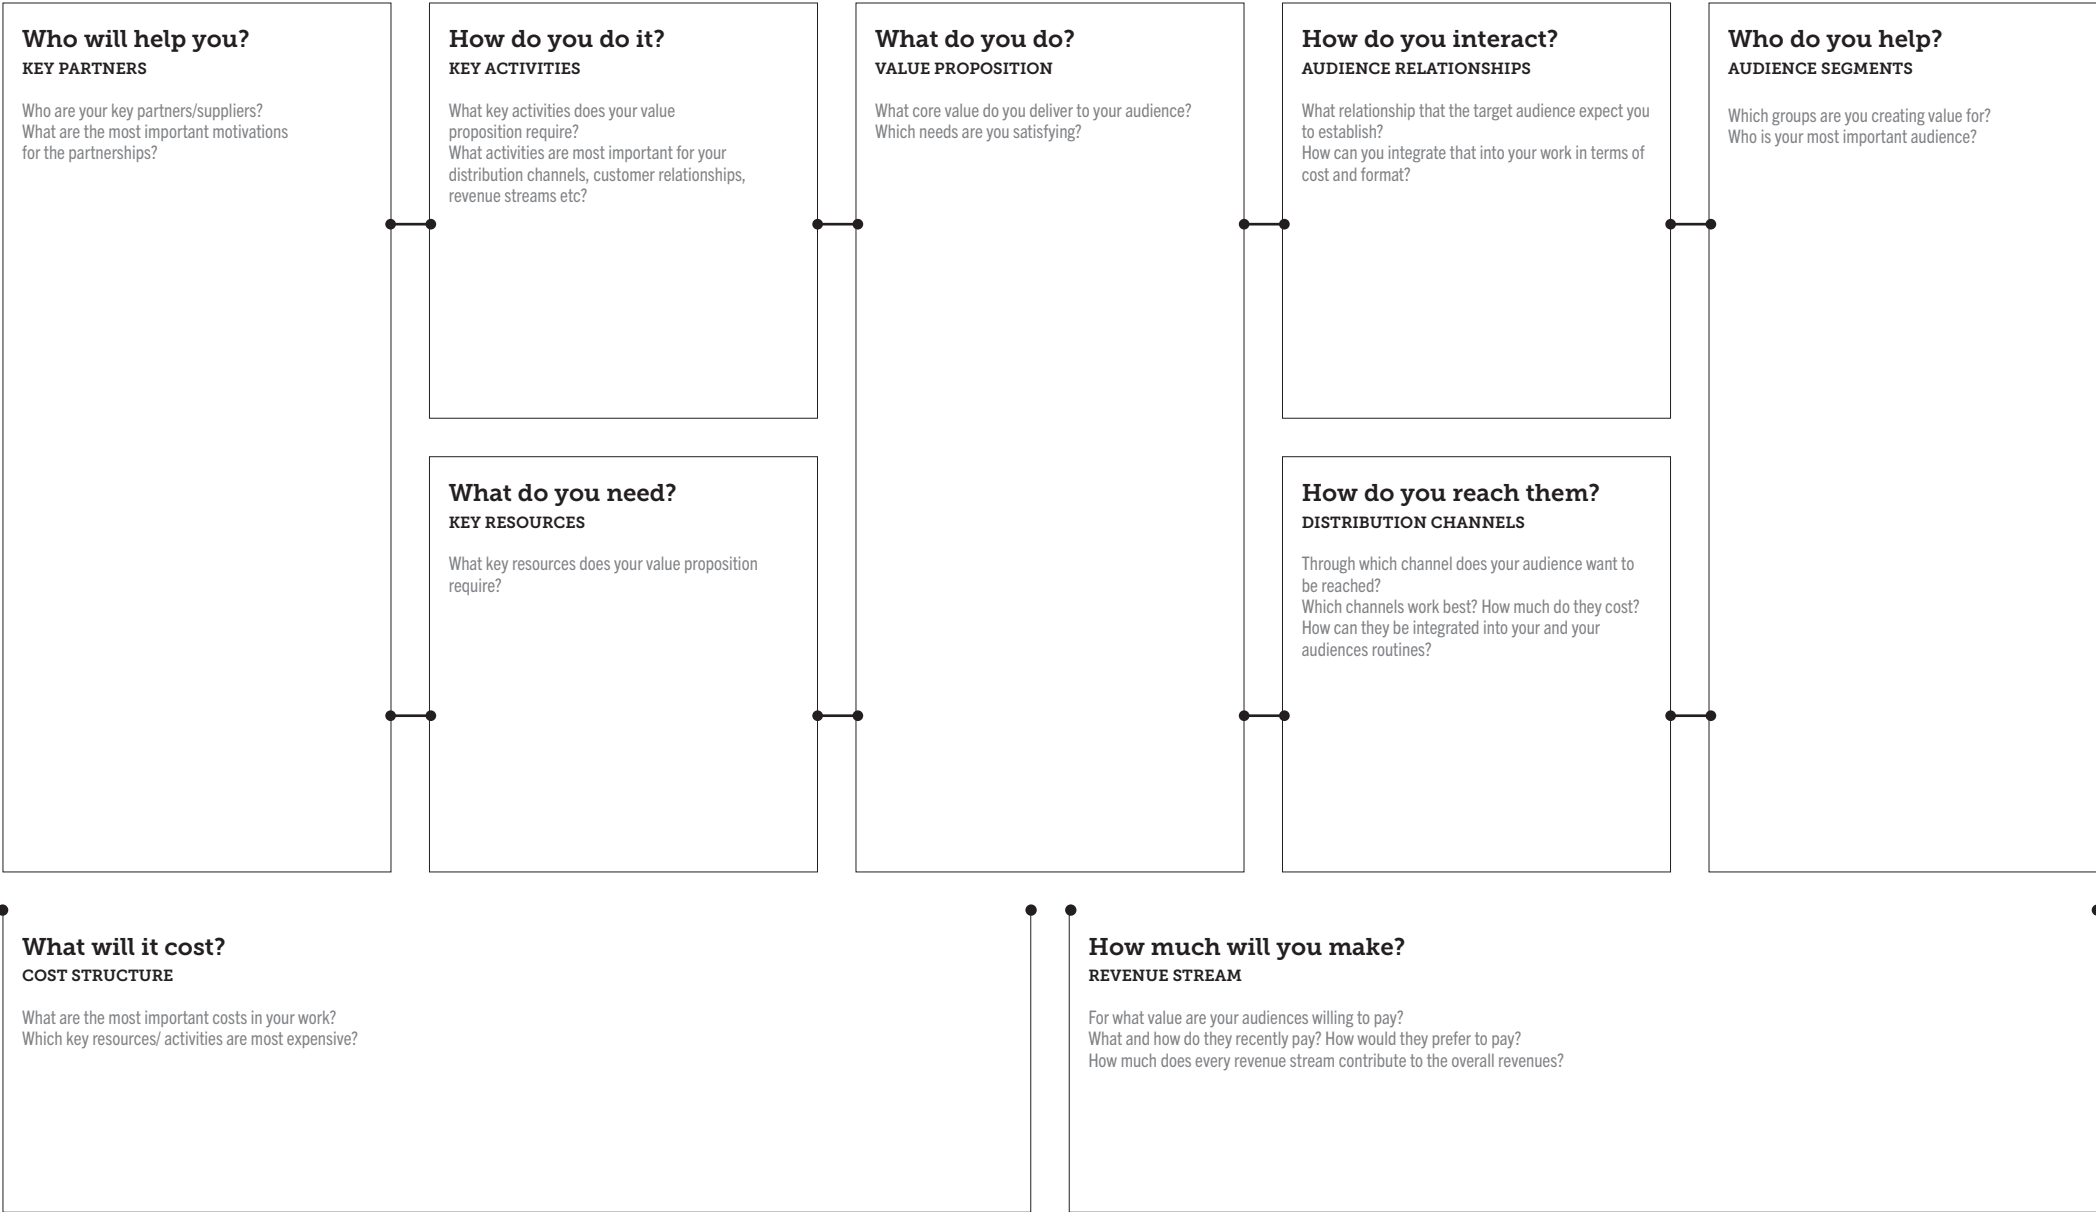 Who will help you?
KEY PARTNERS
Who are your key partners/suppliers?
What are the most important motivations
for the partnerships?
How do you do it?
KEY ACTIVITIES
What key activities does your value
proposition require?
What activities are most important for your
distribution channels, customer relationships,
revenue streams etc?
What do you need?
KEY RESOURCES
What key resources does your value proposition
require?
What do you do?
VALUE PROPOSITION
What core value do you deliver to your audience?
Which needs are you satisfying?
How do you interact?
AUDIENCE RELATIONSHIPS
What relationship that the target audience expect you
to establish?
How can you integrate that into your work in terms of
cost and format?
How do you reach them?
DISTRIBUTION CHANNELS
Through which channel does your audience want to
be reached?
Which channels work best? How much do they cost?
How can they be integrated into your and your
audiences routines?
Who do you help?
AUDIENCE SEGMENTS
Which groups are you creating value for?
Who is your most important audience?
What will it cost?
COST STRUCTURE
What are the most important costs in your work?
Which key resources/ activities are most expensive?
How much will you make?
REVENUE STREAM
For what value are your audiences willing to pay?
What and how do they recently pay? How would they prefer to pay?
How much does every revenue stream contribute to the overall revenues?